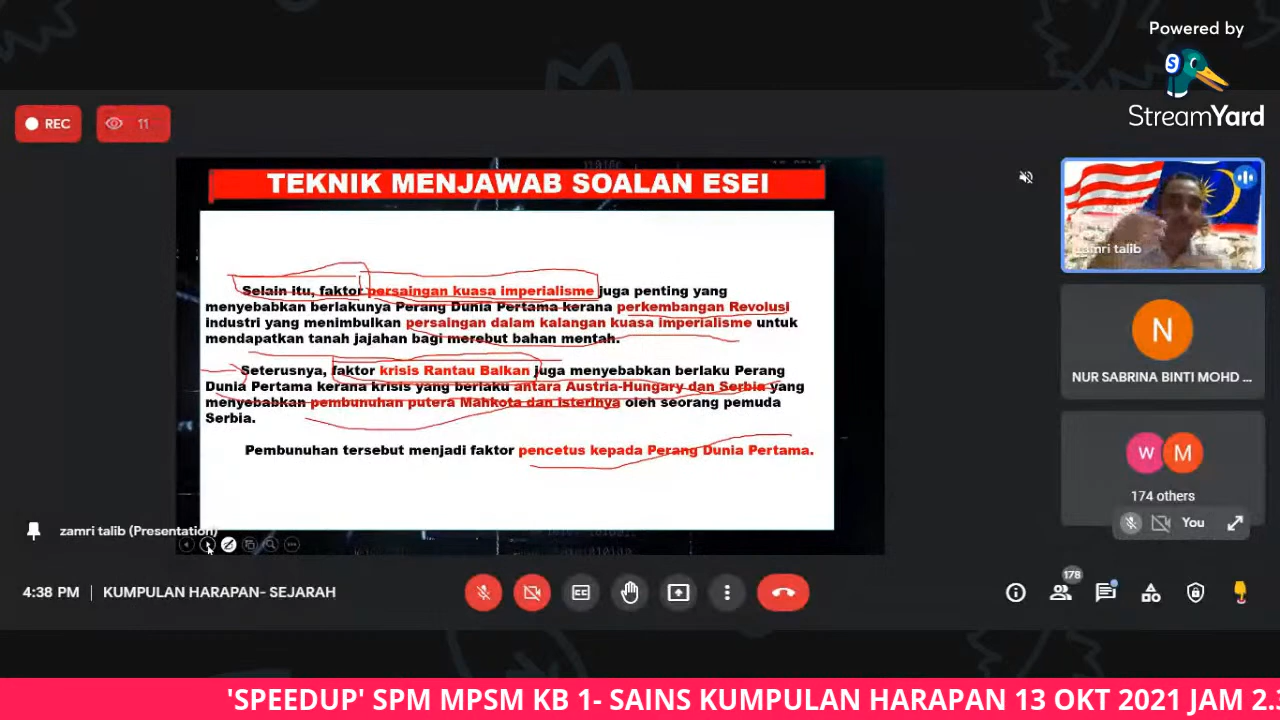 Powered by
StreamYard
REC
11
TEKNIK MENJAWAB SOALAN ESEI
Selain itu, faktor persaingan kuasa imperialisme juga penting yang
menyebabkan berlakunya Perang Dunia Pertama kerana perkembangan Revolusi
industri yang menimbulkan persaingan dalam kalangan kuasa imperialisme untuk
mendapatkan tanah jajahan bagi merebut bahan mentah.
Seterusnya, faktor krisis Rantau Balkan juga menyebabkan berlaku Perang
Dunia Pertama kerana krisis yang berlaku antara Austria-Hungary dan Serbia yang
menyebabkan pembunuhan putera Mahkota dan isterinya oleh seorang pemuda
Serbia.
Pembunuhan tersebut menjadi faktor pencetus kepada Perang Dunia Pertama.
zamri talib
N
NUR SABRINA BINTI MOHD ...
W M
174 others
You
zamri talib (Presentation)
4:38 PM | KUMPULAN HARAPAN- SEJARAH
178
'SPEEDUP' SPM MPSM KB 1- SAINS KUMPULAN HARAPAN 13 OKT 2021 JAM 2.